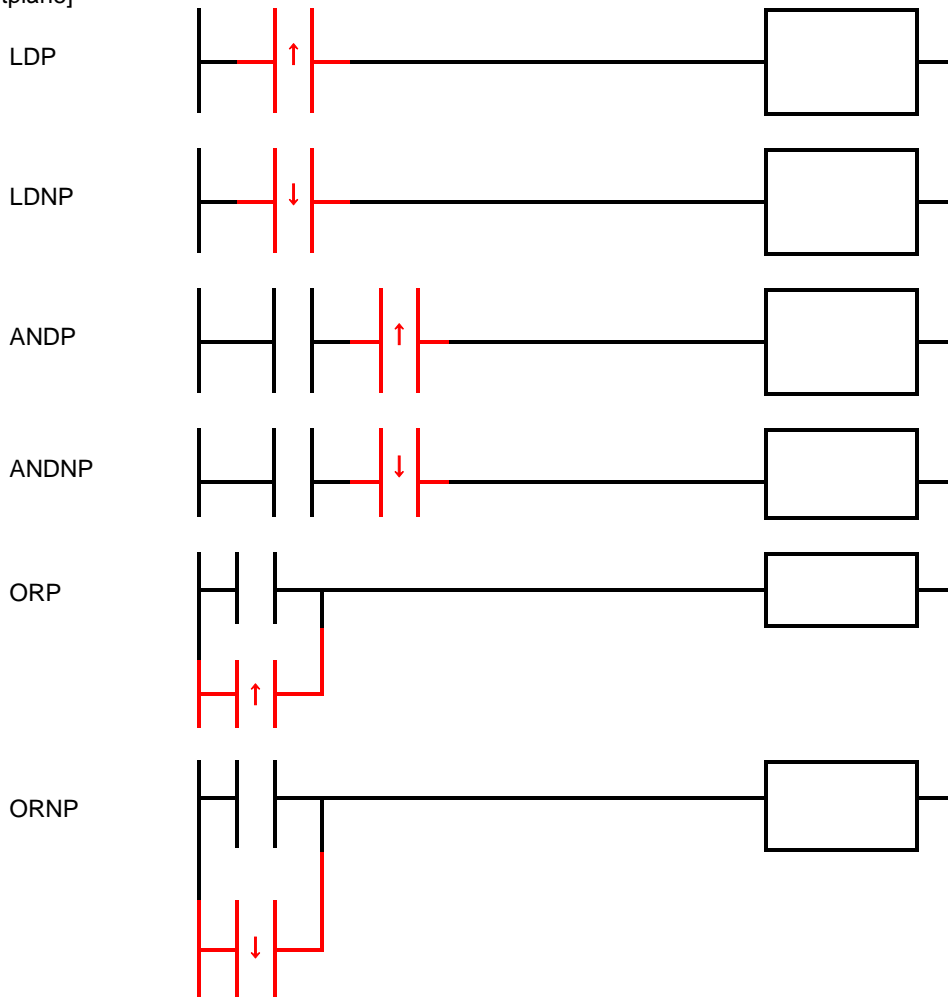 LDP
↑
LDNP
↓
ANDP
↑
ANDNP
↓
ORP
↑
ORNP
↓